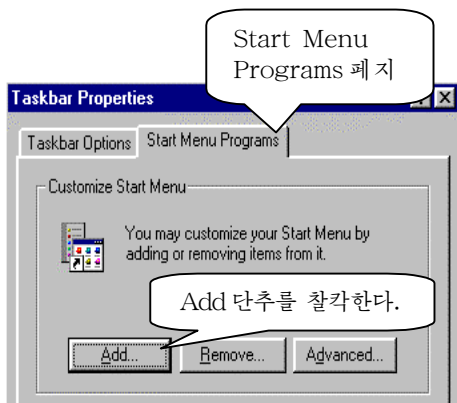 Start Menu
Programs 페지
Taskbar Properties
Taskbar Options
Start Menu Programs
Customize Start Menu
You may customize your Start Menu by
adding or removing items from it.
Add 단추를 찰칵한다.
Add...
Remove...
Advanced...